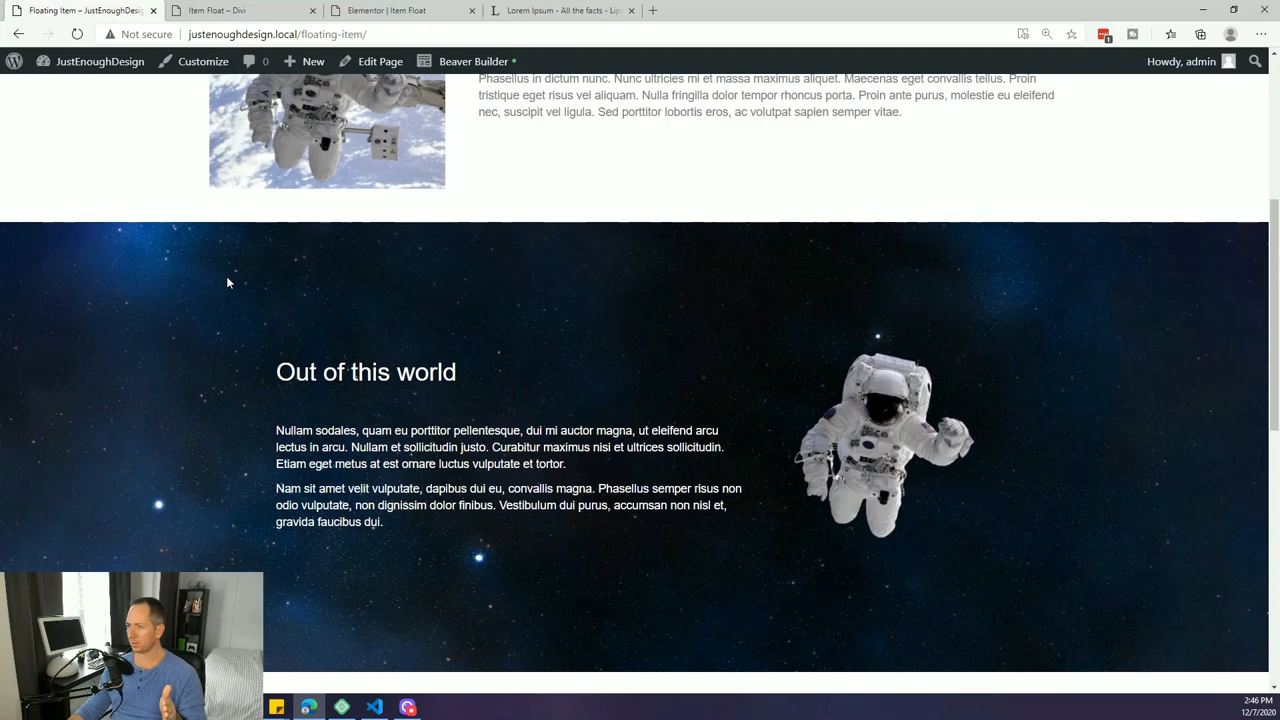 Floating Item – JustEnoughDesig
Item Float – Divi
Elementor | Item Float
Lorem Ipsum - All the facts - Lip
Not secure
justenoughdesign.local/floating-item/
1
JustEnoughDesign
Customize
0
New
Edit Page
Beaver Builder
Howdy, admin
Phasellus in dictum nunc. Nunc ultricies mi et massa maximus aliquet. Maecenas eget convallis tellus. Proin
tristique eget risus vel aliquam. Nulla fringilla dolor tempor rhoncus porta. Proin ante purus, molestie eu eleifend
nec, suscipit vel ligula. Sed porttitor lobortis eros, ac volutpat sapien semper vitae.
Out of this world
Nullam sodales, quam eu porttitor pellentesque, dui mi auctor magna, ut eleifend arcu
lectus in arcu. Nullam et sollicitudin justo. Curabitur maximus nisi et ultrices sollicitudin.
Etiam eget metus at est ornare luctus vulputate et tortor.
Nam sit amet velit vulputate, dapibus dui eu, convallis magna. Phasellus semper risus non
odio vulputate, non dignissim dolor finibus. Vestibulum dui purus, accumsan non nisl et,
gravida faucibus dui.
2:46 PM
12/7/2020